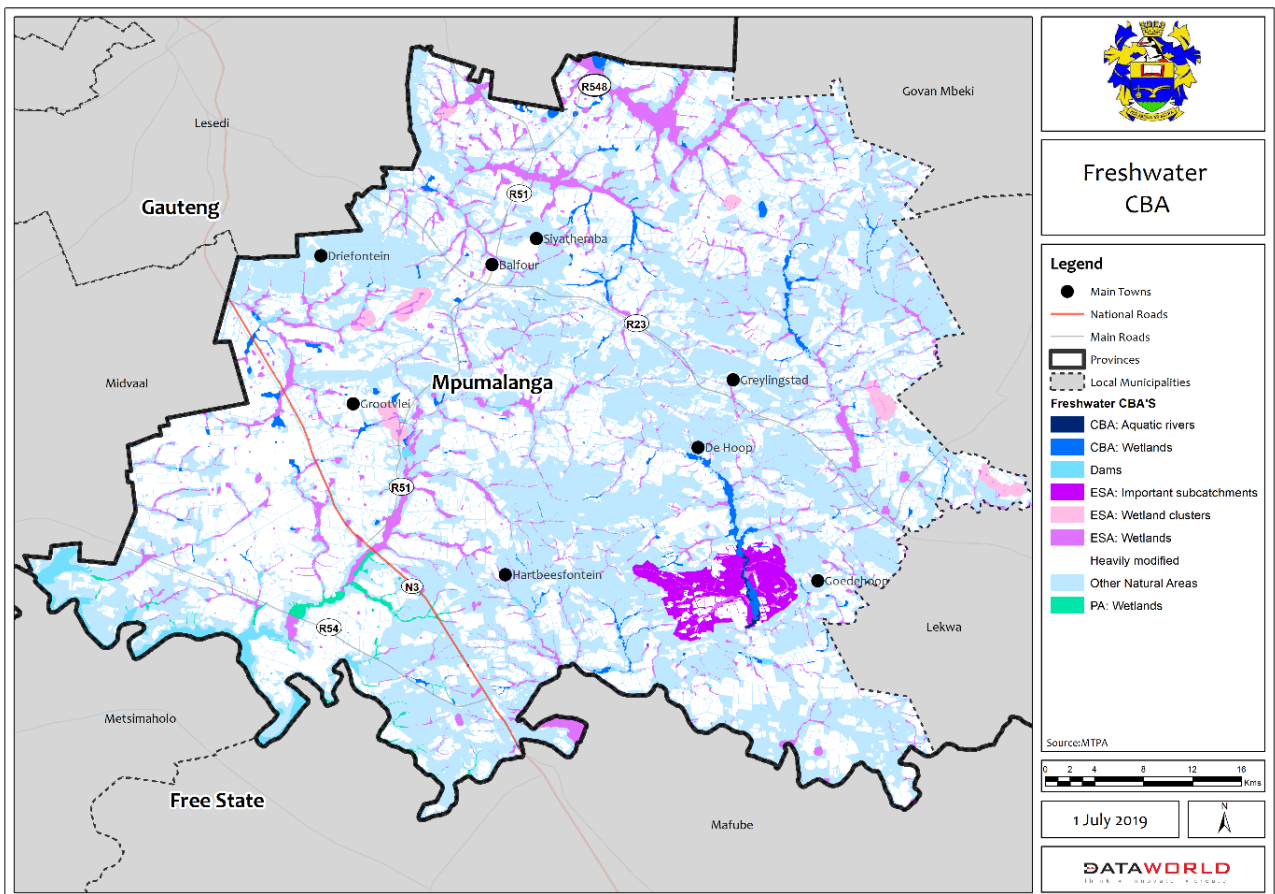 R548
Govan Mbeki
Lesedi
Gauteng
R51
Siyathemba
Driefontein
Balfour
R23
Midvaal
Mpumalanga
Greylingstad
Grootvlei
De Hoop
R51
Hartbeesfontein
Goedehoop
N3
R54
Lekwa
Metsimaholo
Free State
Mafube
Freshwater
CBA
Legend
Main Towns
National Roads
Main Roads
Provinces
Local Municipalities
Freshwater CBA'S
CBA: Aquatic rivers
CBA: Wetlands
Dams
ESA: Important subcatchments
ESA: Wetland clusters
ESA: Wetlands
Heavily modified
Other Natural Areas
PA: Wetlands
Source:MTPA
0 2 4 8 12 16
Kms
1 July 2019
N
DATAWORLD